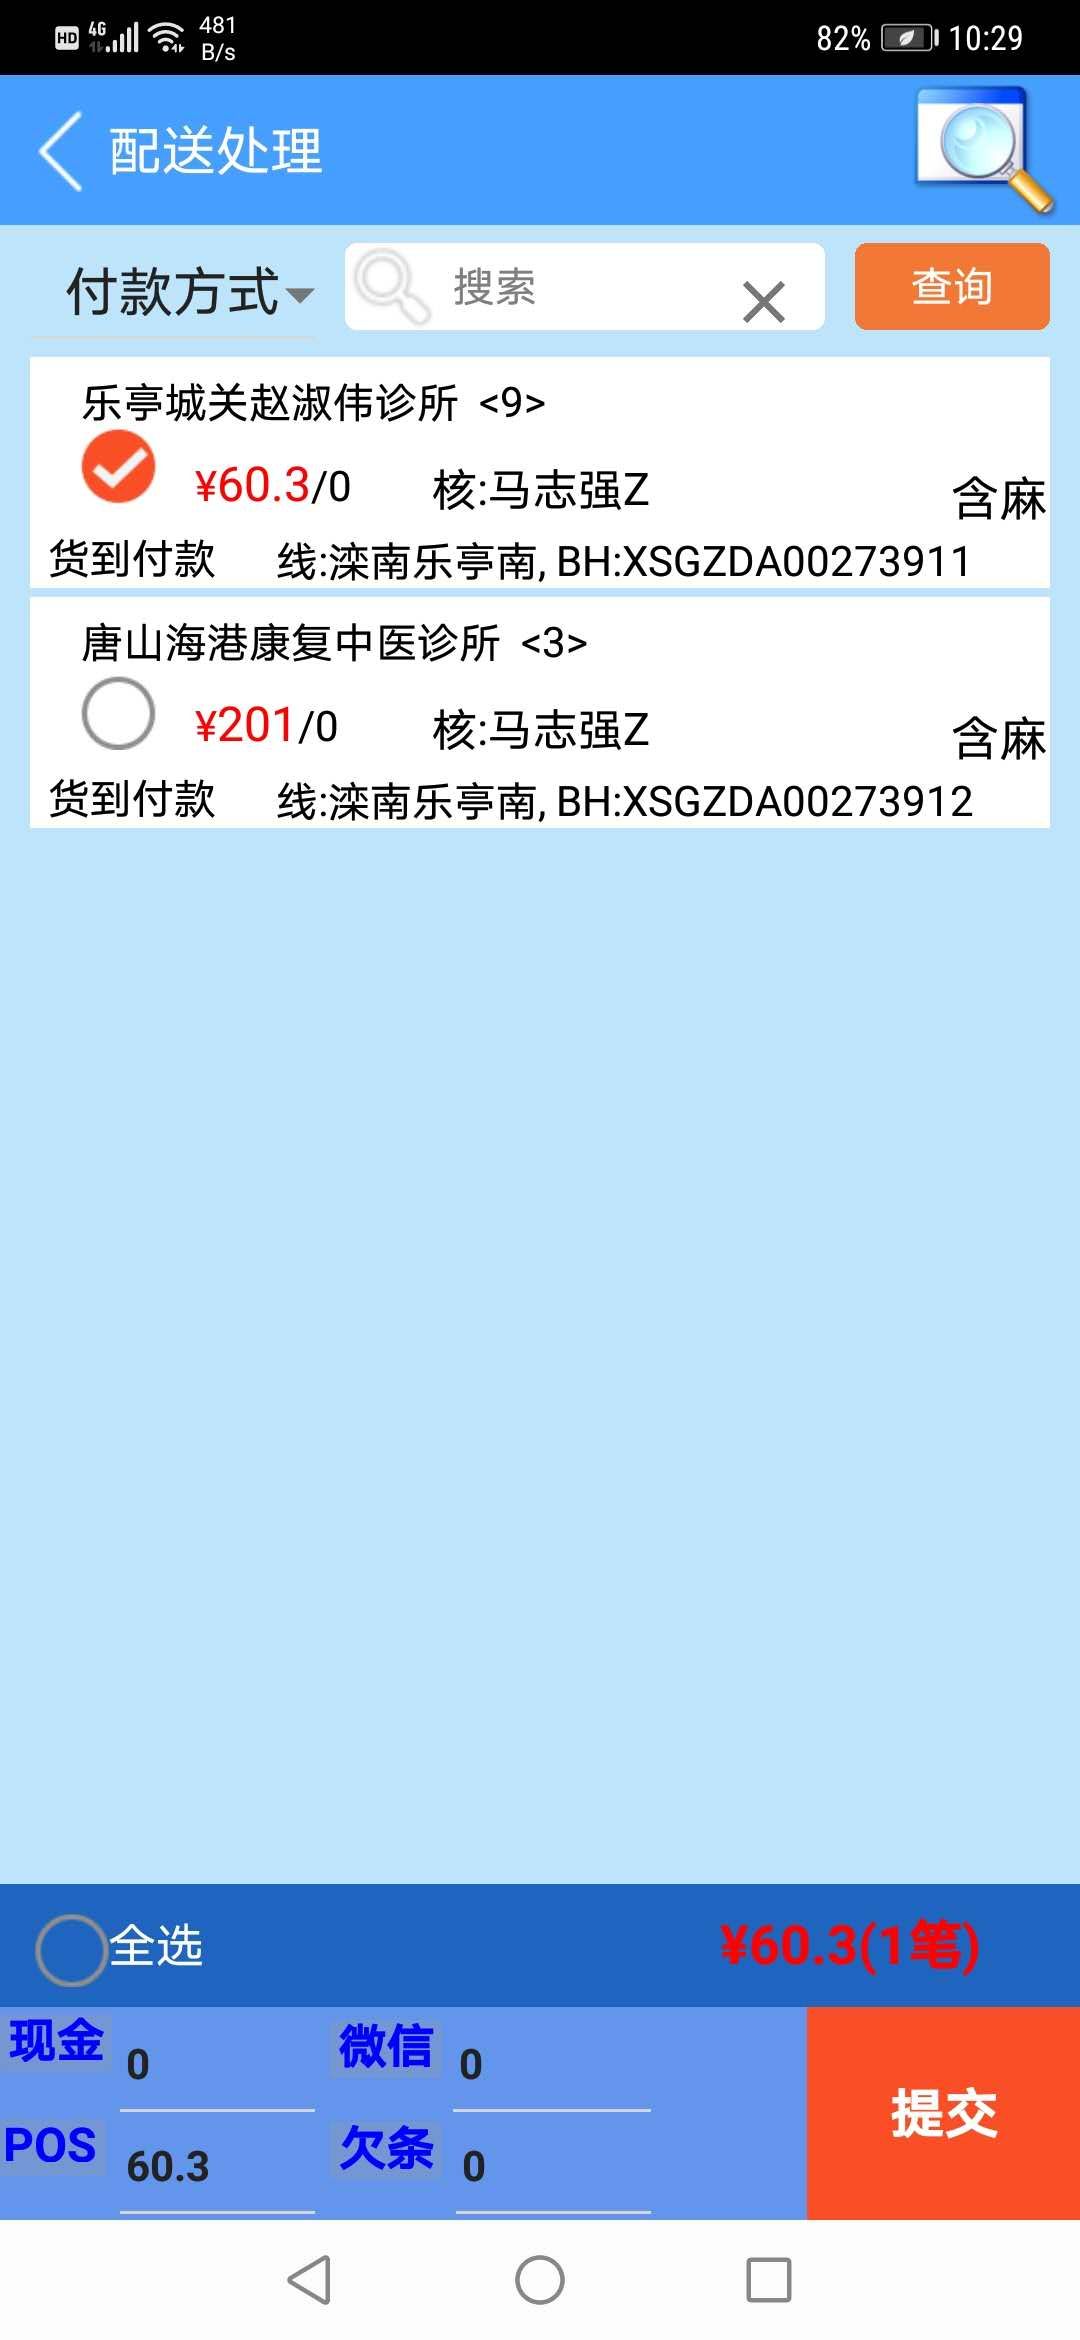 HD 4G 481 B/s 82% 10:29
配送处理
付款方式 搜索 查询
乐亭城关赵淑伟诊所 <9>
¥60.3/0 核:马志强Z 含麻
货到付款 线:滦南乐亭南, BH:XSGZDA00273911
唐山海港康复中医诊所 <3>
¥201/0 核:马志强Z 含麻
货到付款 线:滦南乐亭南, BH:XSGZDA00273912
全选 ¥60.3(1笔)
现金 0 微信 0
POS 60.3 欠条 0
提交